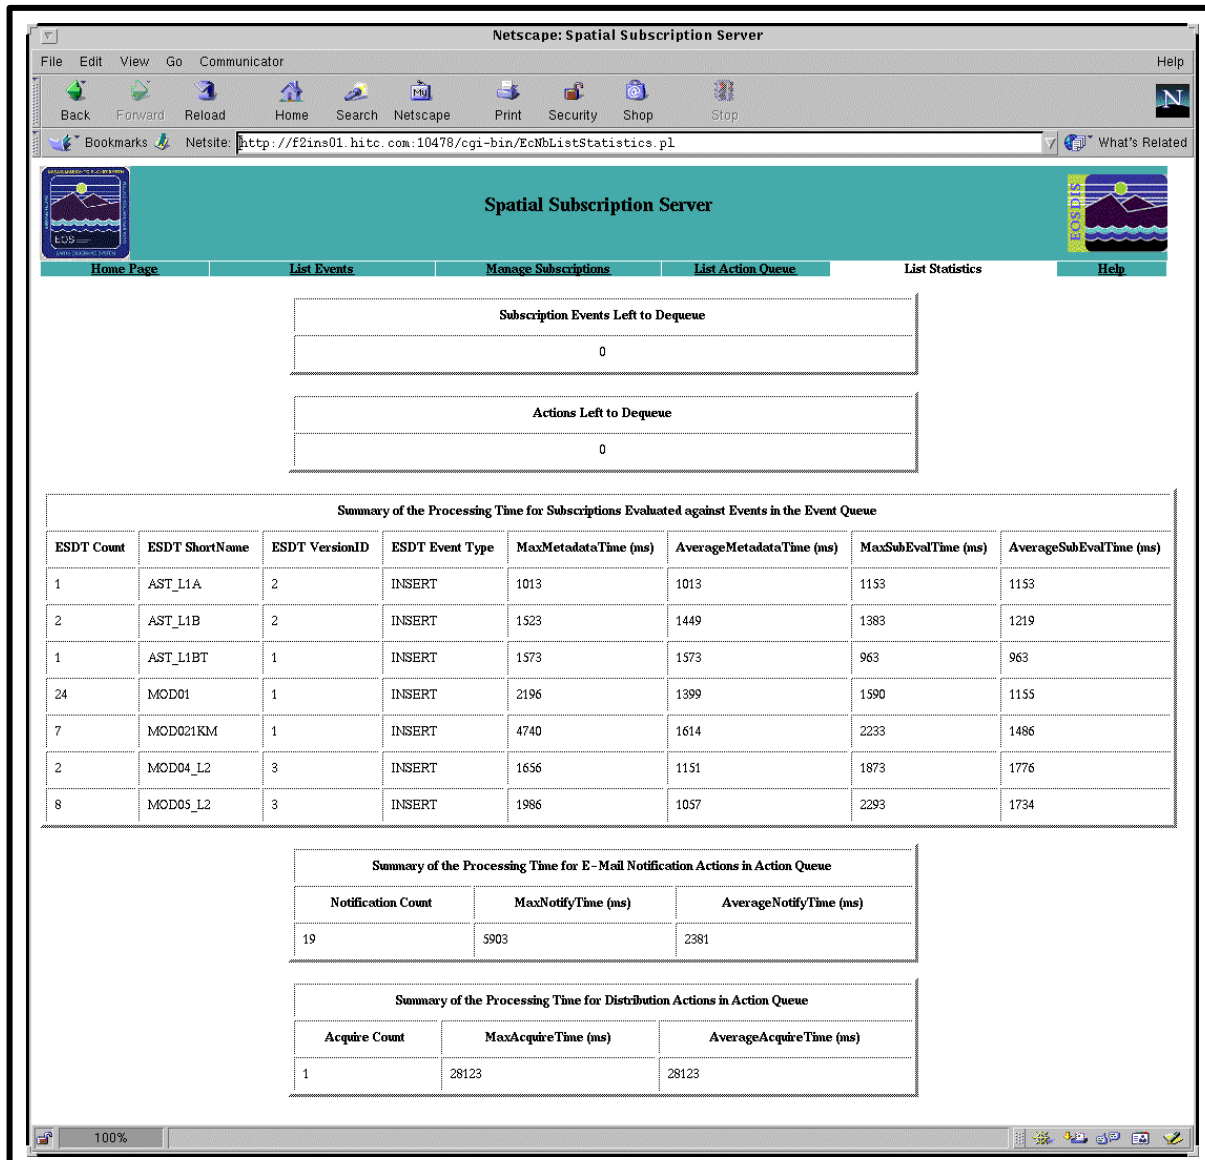 Netscape: Spatial Subscription Server
File Edit View Go Communicator Help
Back Forward Reload Home Search Netscape Print Security Shop Stop
My
N
Bookmarks Netsite: http://f2ins01.hitc.com:10478/cgi-bin/EcNbListStatistics.pl What's Related
EOS
Spatial Subscription Server
EOSDIS
Home Page List Events Manage Subscriptions List Action Queue List Statistics Help
Subscription Events Left to Dequeue
0
Actions Left to Dequeue
0
Summary of the Processing Time for Subscriptions Evaluated against Events in the Event Queue
ESDT Count ESDT ShortName ESDT VersionID ESDT Event Type MaxMetadataTime (ms) AverageMetadataTime (ms) MaxSubEvalTime (ms) AverageSubEvalTime (ms)
1 AST_L1A 2 INSERT 1013 1013 1153 1153
2 AST_L1B 2 INSERT 1523 1449 1383 1219
1 AST_L1BT 1 INSERT 1573 1573 963 963
24 MOD01 1 INSERT 2196 1399 1590 1155
7 MOD021KM 1 INSERT 4740 1614 2233 1486
2 MOD04_L2 3 INSERT 1656 1151 1873 1776
8 MOD05_L2 3 INSERT 1986 1057 2293 1734
Summary of the Processing Time for E-Mail Notification Actions in Action Queue
Notification Count MaxNotifyTime (ms) AverageNotifyTime (ms)
19 5903 2381
Summary of the Processing Time for Distribution Actions in Action Queue
Acquire Count MaxAcquireTime (ms) AverageAcquireTime (ms)
1 28123 28123
100%